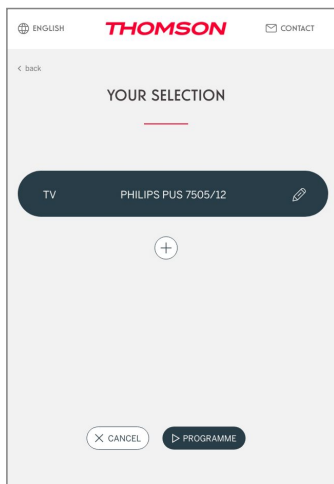 ENGLISH THOMSON CONTACT
< back
YOUR SELECTION
TV PHILIPS PUS 7505/12
CANCEL PROGRAMME